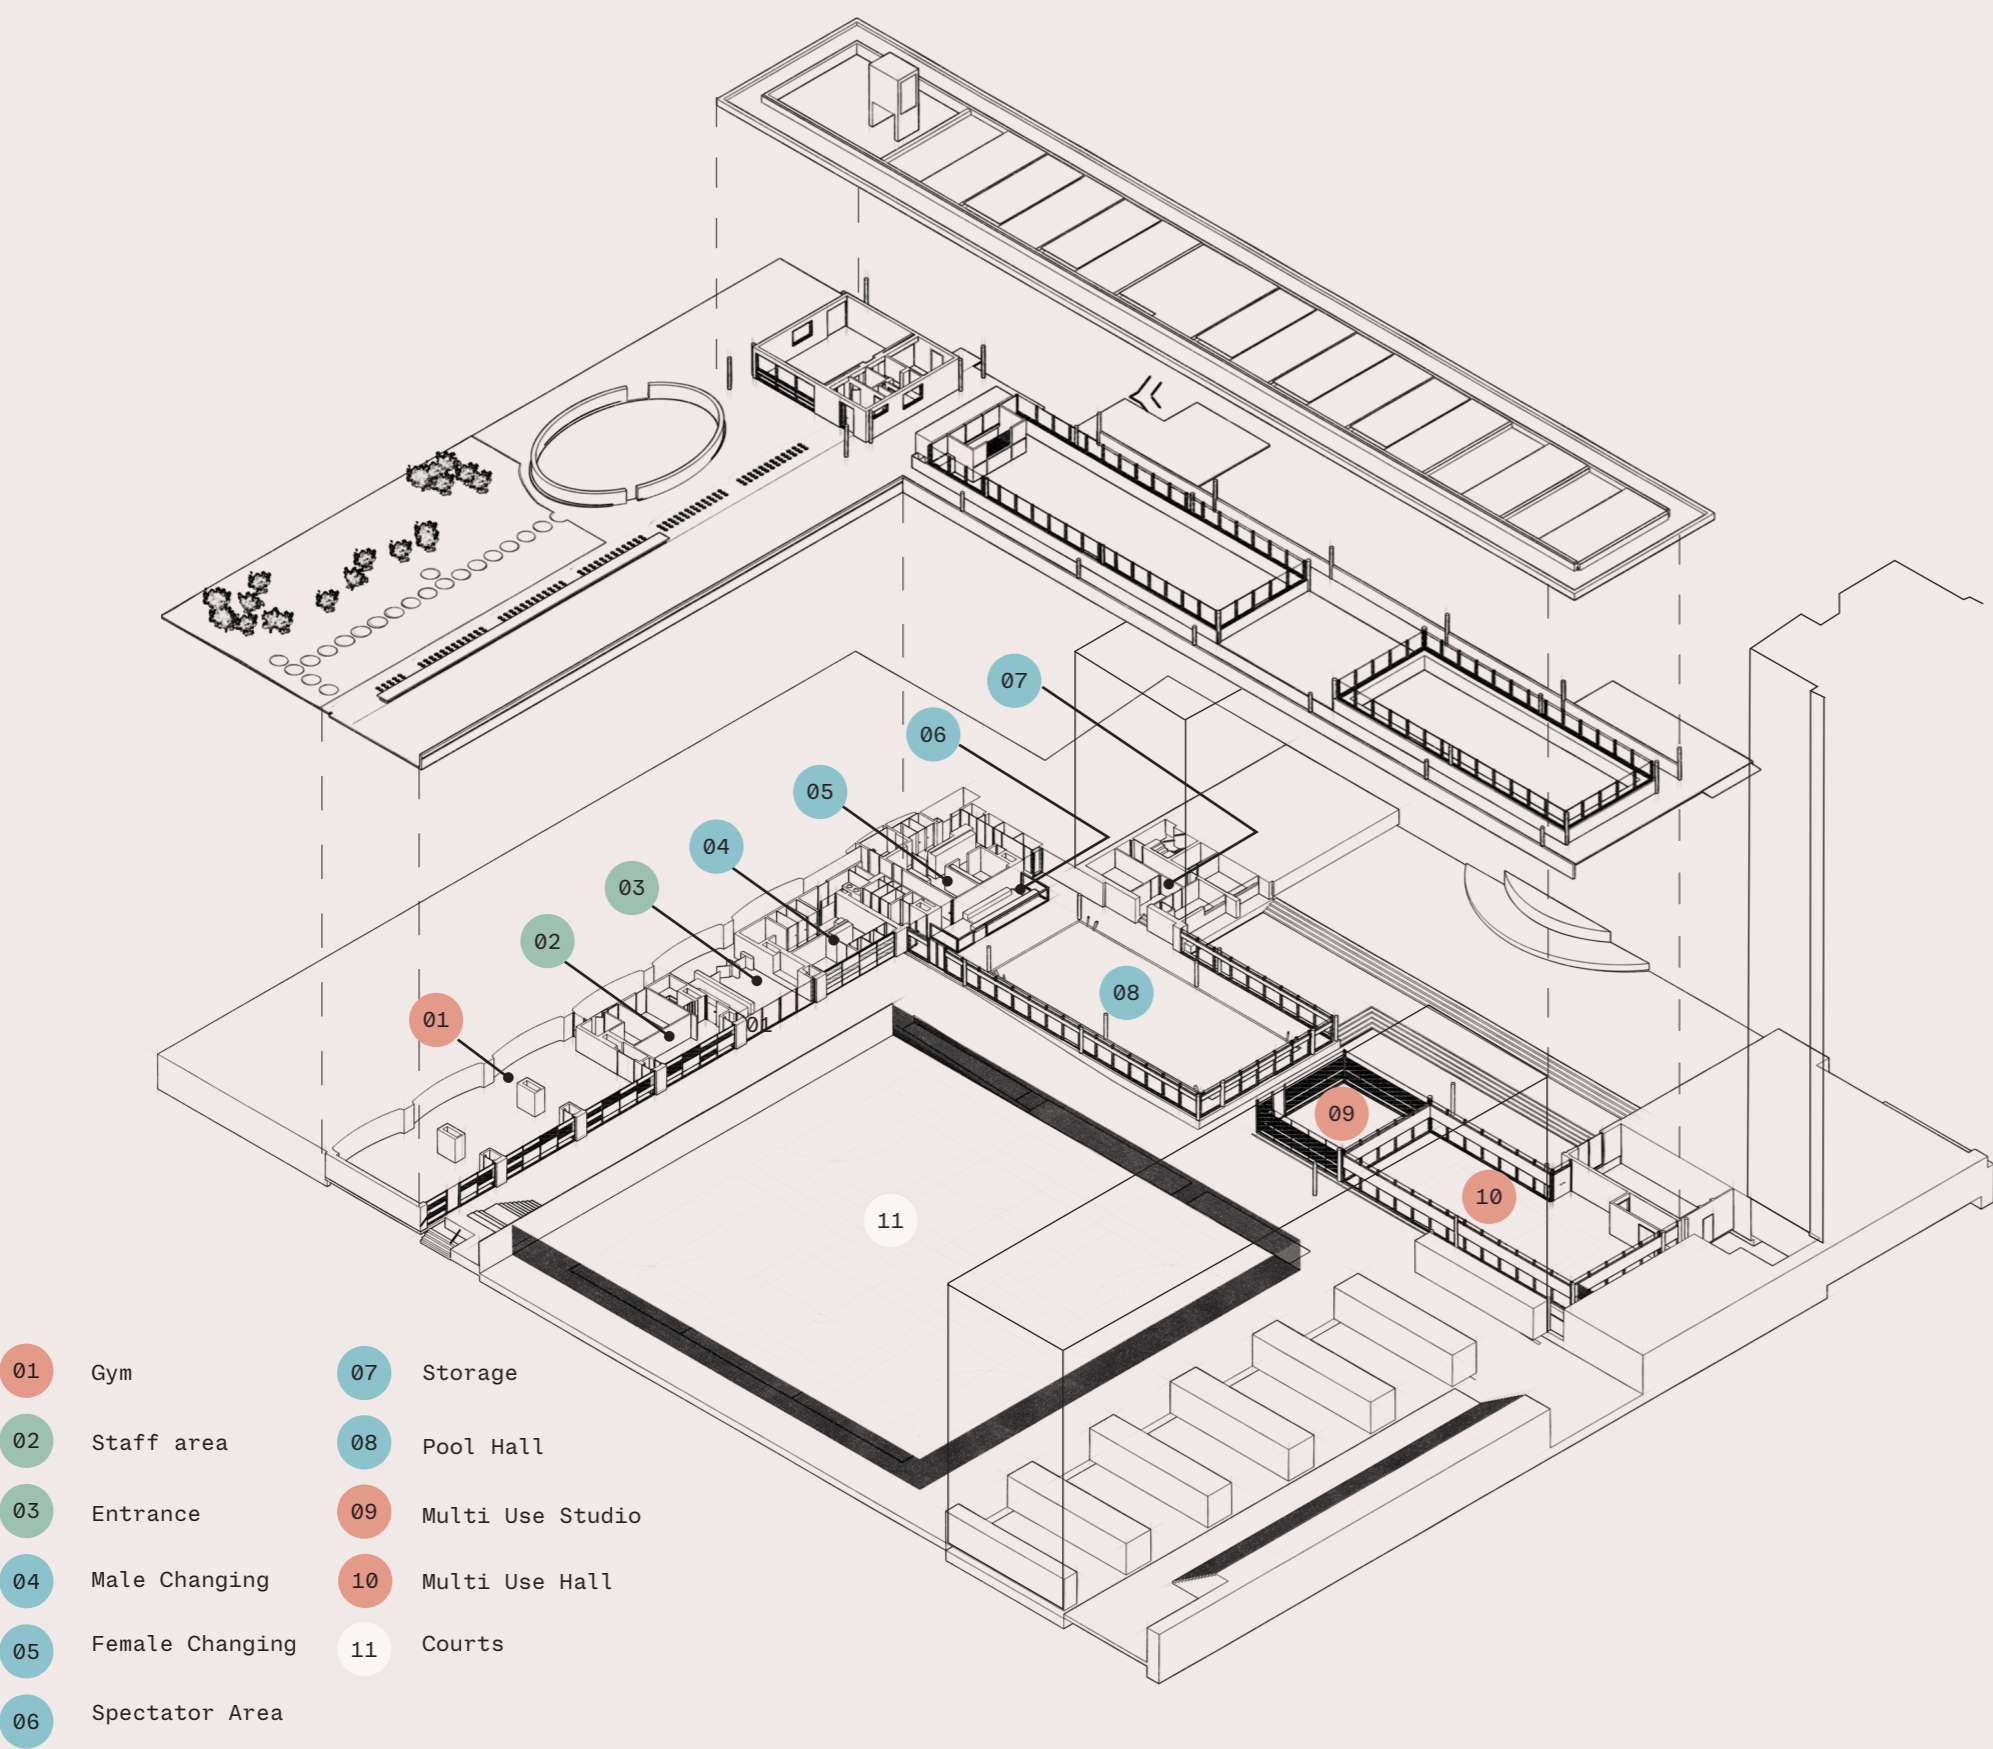 07
06
05
04
03
02
01
01
08
09
10
11
01 Gym
02 Staff area
03 Entrance
04 Male Changing
05 Female Changing
06 Spectator Area
07 Storage
08 Pool Hall
09 Multi Use Studio
10 Multi Use Hall
11 Courts